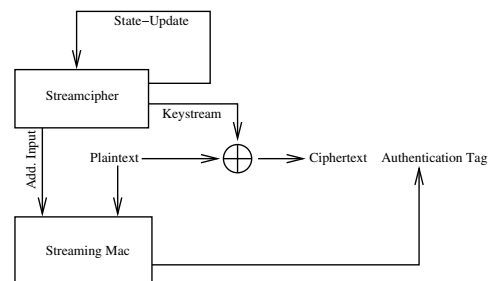 State-Update
Streamcipher
Keystream
Add. Input
Plaintext
Ciphertext
Authentication Tag
Streaming Mac